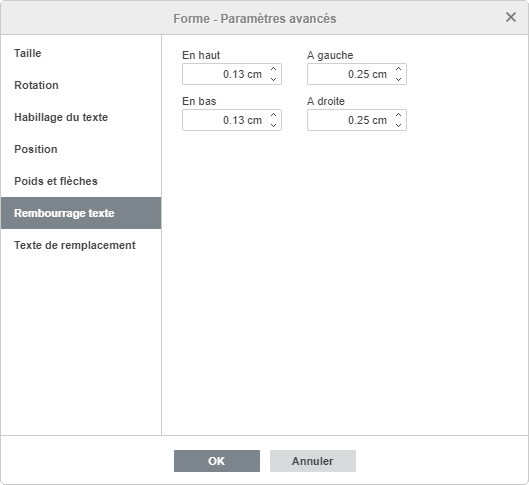 Forme - Paramètres avancés
Taille
Rotation
Habillage du texte
Position
Poids et flèches
Rembourrage texte
Texte de remplacement
En haut A gauche
0.13 cm 0.25 cm
En bas A droite
0.13 cm 0.25 cm
OK Annuler